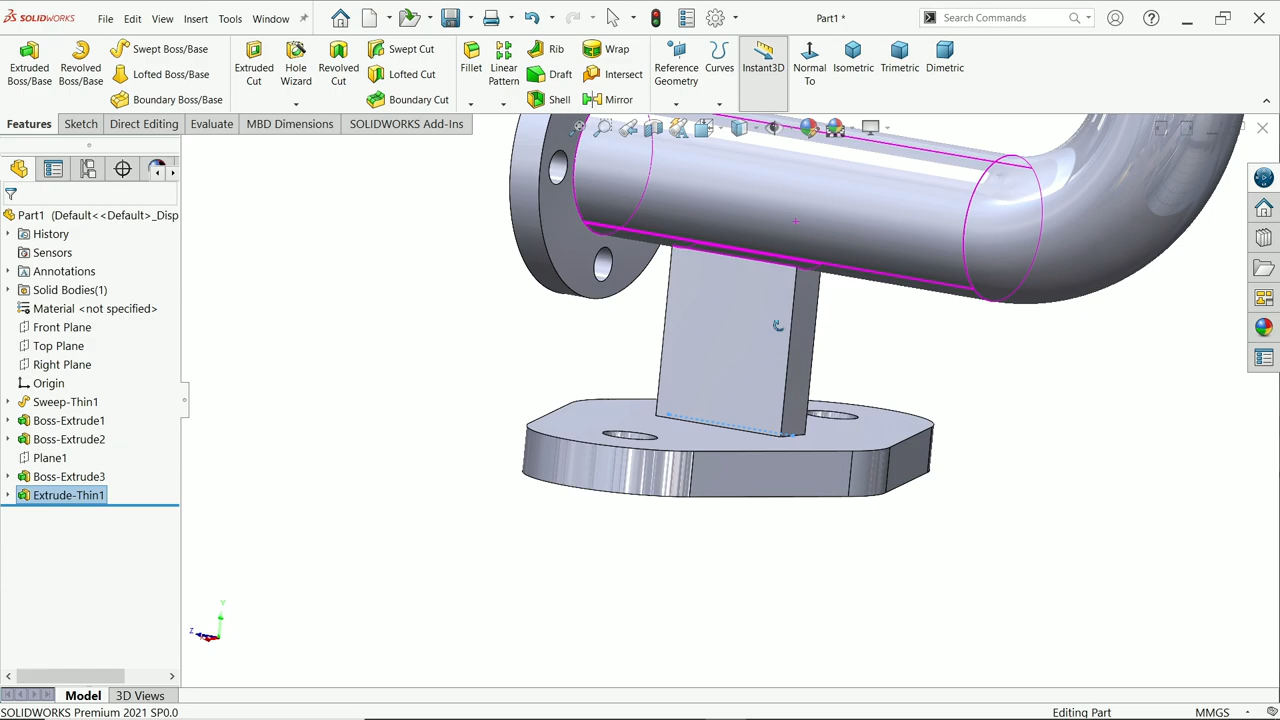 SOLIDWORKS
File
Edit
View
Insert
Tools
Window
Part1 *
Search Commands
Extruded Boss/Base
Revolved Boss/Base
Swept Boss/Base
Lofted Boss/Base
Boundary Boss/Base
Extruded Cut
Hole Wizard
Revolved Cut
Swept Cut
Lofted Cut
Boundary Cut
Fillet
Linear Pattern
Rib
Draft
Shell
Wrap
Intersect
Mirror
Reference Geometry
Curves
Instant3D
Normal To
Isometric
Trimetric
Dimetric
Features
Sketch
Direct Editing
Evaluate
MBD Dimensions
SOLIDWORKS Add-Ins
Part1 (Default<<Default>_Disp
History
Sensors
Annotations
Solid Bodies(1)
Material <not specified>
Front Plane
Top Plane
Right Plane
Origin
Sweep-Thin1
Boss-Extrude1
Boss-Extrude2
Plane1
Boss-Extrude3
Extrude-Thin1
Y
Z
Model
3D Views
SOLIDWORKS Premium 2021 SP0.0
Editing Part
MMGS